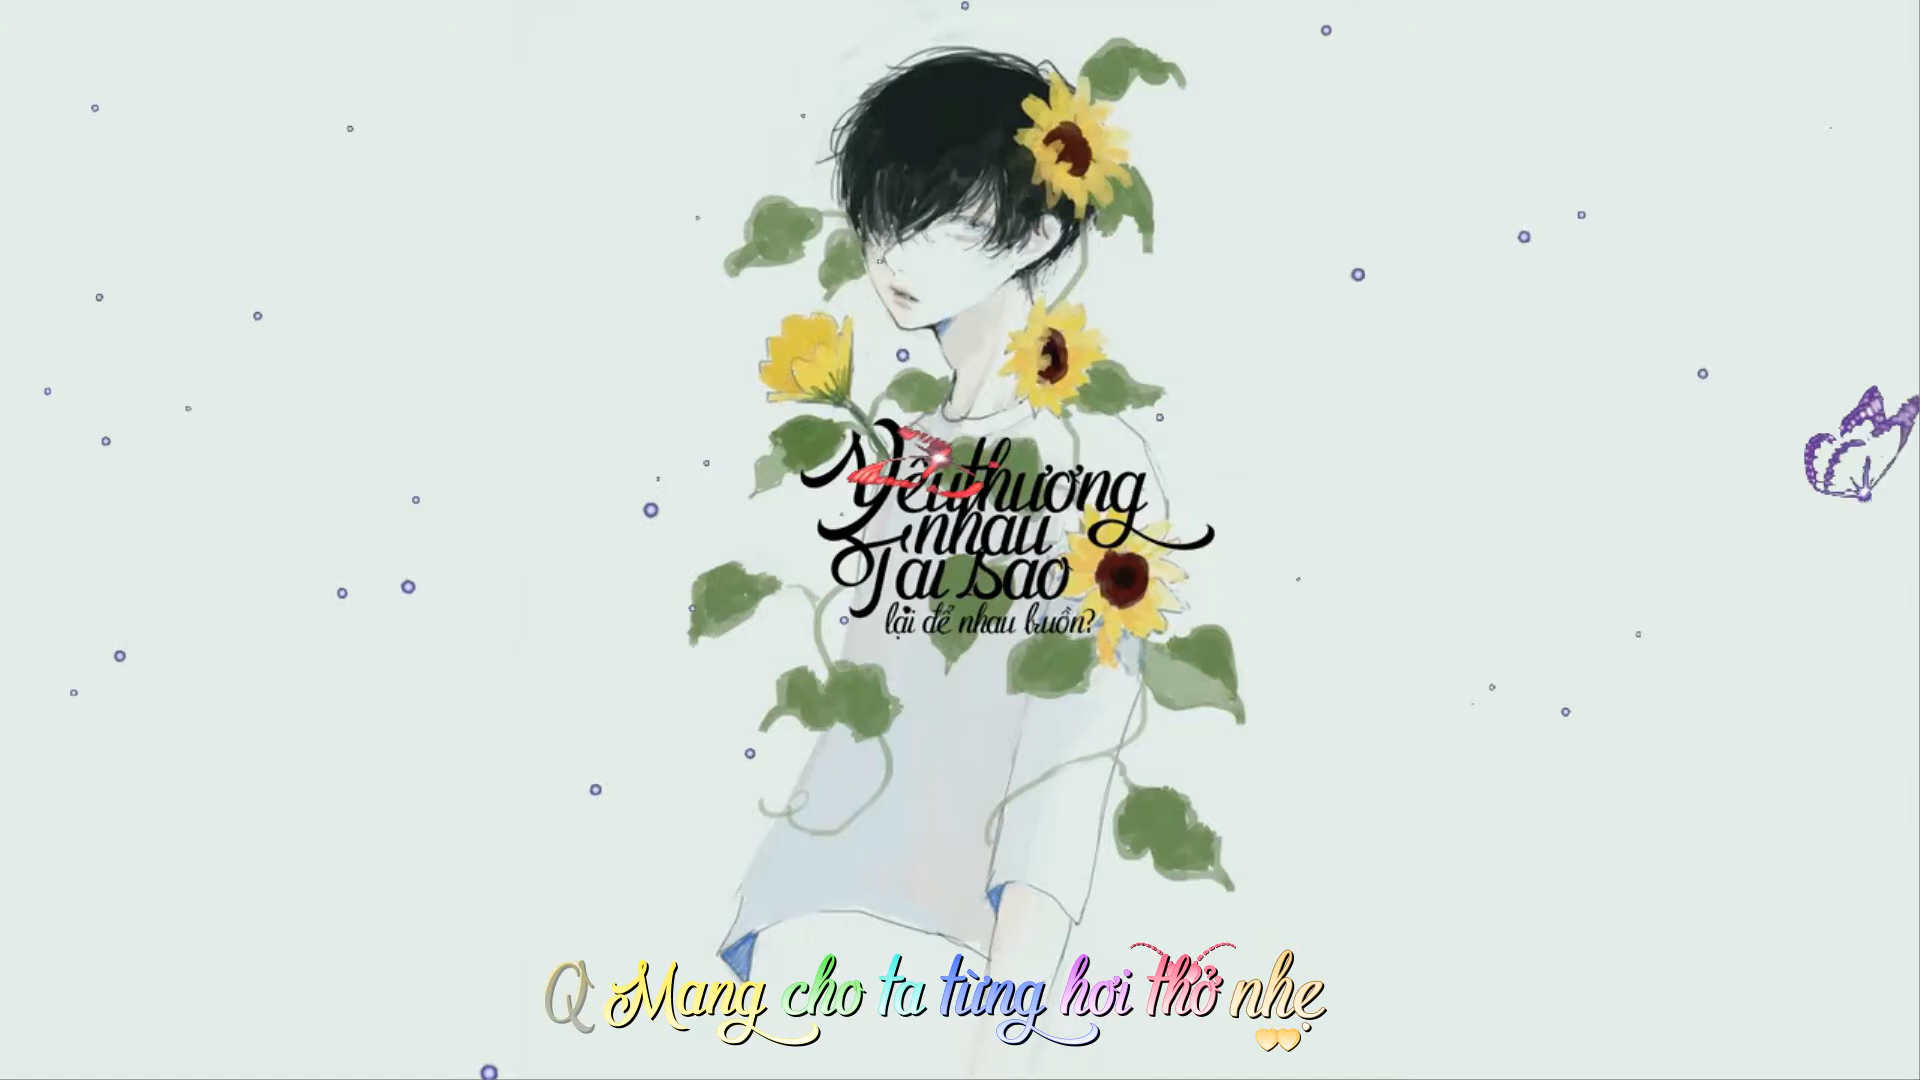 Yêu thương
nhau
Tại sao
lại để nhau buồn?
Q Mang cho ta từng hơi thở nhẹ